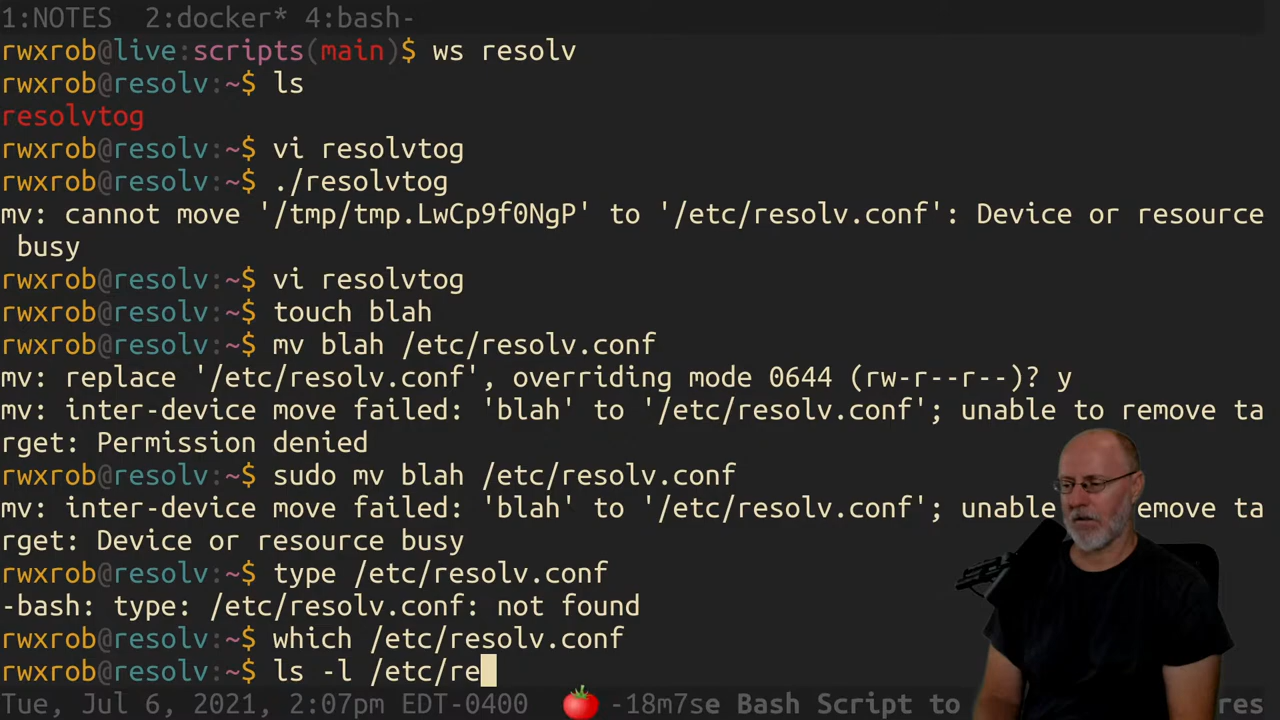 1:NOTES  2:docker* 4:bash-
rwxrob@live:scripts(main)$ ws resolv
rwxrob@resolv:~$ ls
resolvtog
rwxrob@resolv:~$ vi resolvtog
rwxrob@resolv:~$ ./resolvtog
mv: cannot move '/tmp/tmp.LwCp9f0NgP' to '/etc/resolv.conf': Device or resource
 busy
rwxrob@resolv:~$ vi resolvtog
rwxrob@resolv:~$ touch blah
rwxrob@resolv:~$ mv blah /etc/resolv.conf
mv: replace '/etc/resolv.conf', overriding mode 0644 (rw-r--r--)? y
mv: inter-device move failed: 'blah' to '/etc/resolv.conf'; unable to remove ta
rget: Permission denied
rwxrob@resolv:~$ sudo mv blah /etc/resolv.conf
mv: inter-device move failed: 'blah' to '/etc/resolv.conf'; unable emove ta
rget: Device or resource busy
rwxrob@resolv:~$ type /etc/resolv.conf
-bash: type: /etc/resolv.conf: not found
rwxrob@resolv:~$ which /etc/resolv.conf
rwxrob@resolv:~$ ls -l /etc/re
Tue, Jul 6, 2021, 2:07pm EDT-0400 🍅 -18m7se Bash Script to res